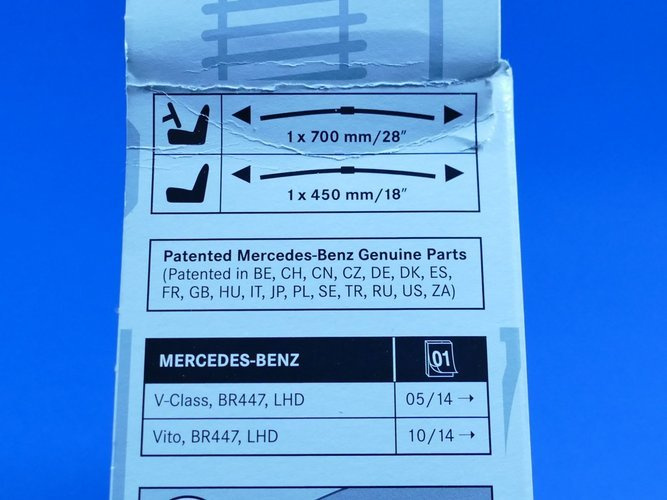 1 x 700 mm/28"
1 x 450 mm/18"
Patented Mercedes-Benz Genuine Parts
(Patented in BE, CH, CN, CZ, DE, DK, ES,
FR, GB, HU, IT, JP, PL, SE, TR, RU, US, ZA)
MERCEDES-BENZ 01
V-Class, BR447, LHD 05/14 →
Vito, BR447, LHD 10/14 →